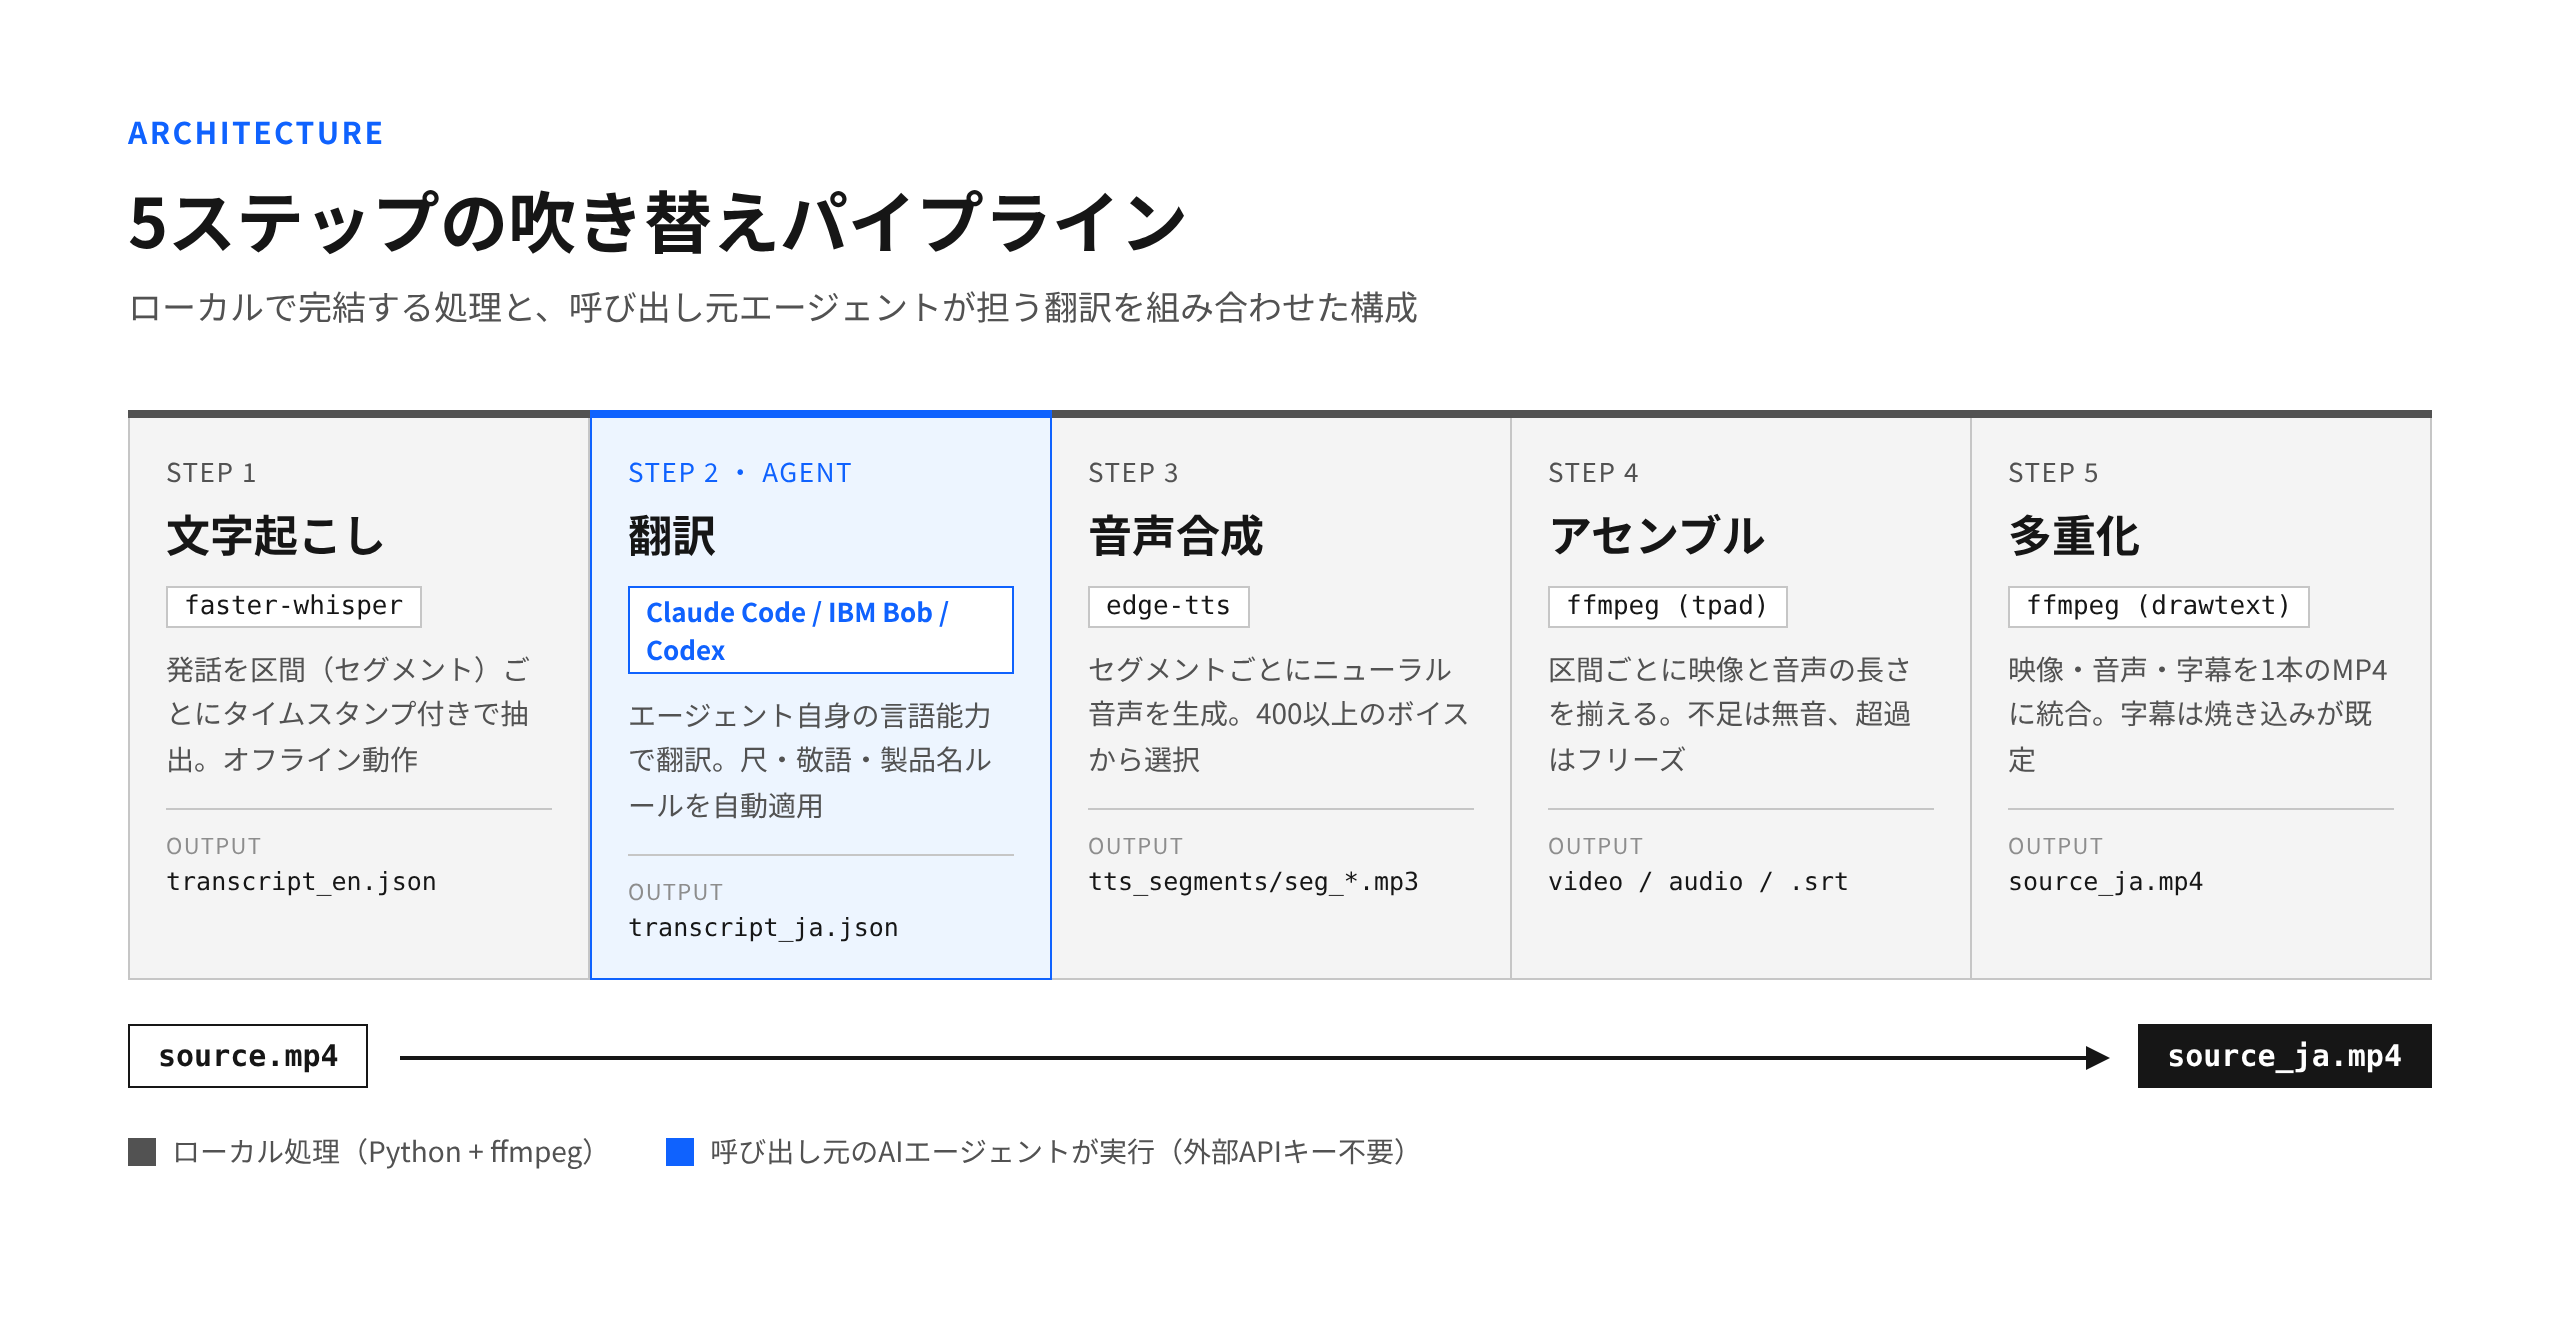 ARCHITECTURE
5ステップの吹き替えパイプライン
ローカルで完結する処理と、呼び出し元エージェントが担う翻訳を組み合わせた構成
STEP 1
文字起こし
faster-whisper
発話を区間（セグメント）ご
とにタイムスタンプ付きで抽
出。オフライン動作
OUTPUT
transcript_en.json
STEP 2 ・ AGENT
翻訳
Claude Code / IBM Bob /
Codex
エージェント自身の言語能力
で翻訳。尺・敬語・製品名ル
ールを自動適用
OUTPUT
transcript_ja.json
STEP 3
音声合成
edge-tts
セグメントごとにニューラル
音声を生成。400以上のボイス
から選択
OUTPUT
tts_segments/seg_*.mp3
STEP 4
アセンブル
ffmpeg (tpad)
区間ごとに映像と音声の長さ
を揃える。不足は無音、超過
はフリーズ
OUTPUT
video / audio / .srt
STEP 5
多重化
ffmpeg (drawtext)
映像・音声・字幕を1本のMP4
に統合。字幕は焼き込みが既
定
OUTPUT
source_ja.mp4
source.mp4
source_ja.mp4
ローカル処理（Python + ffmpeg）
呼び出し元のAIエージェントが実行（外部APIキー不要）